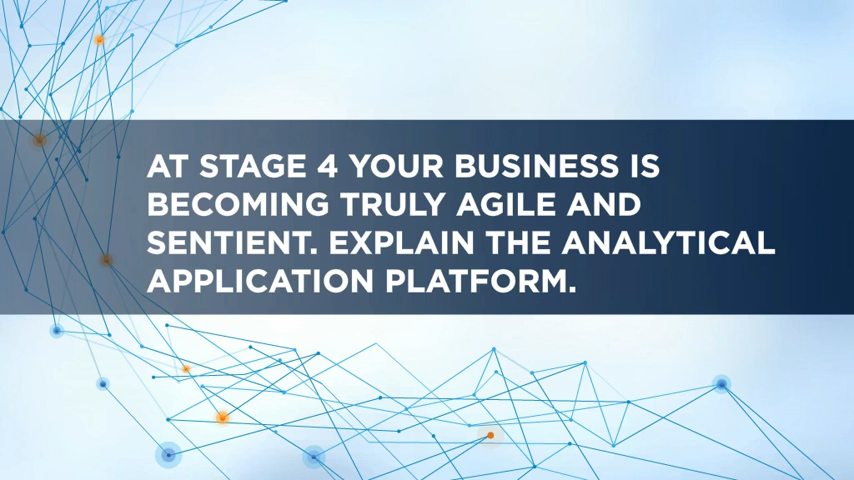 AT STAGE 4 YOUR BUSINESS IS
BECOMING TRULY AGILE AND
SENTIENT. EXPLAIN THE ANALYTICAL
APPLICATION PLATFORM.